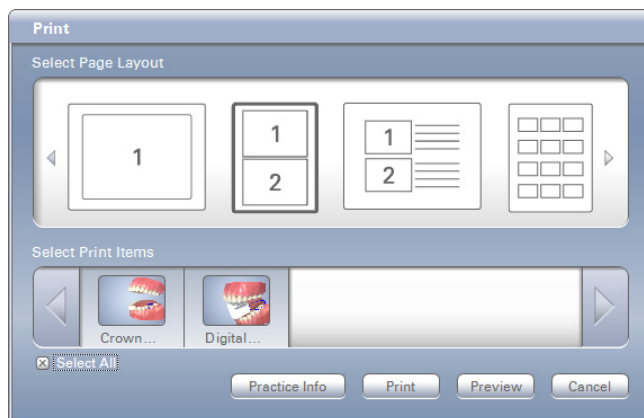 Print
Select Page Layout
1
1
2
1
2
Select Print Items
Crown...
Digital...
Select All
Practice Info
Print
Preview
Cancel